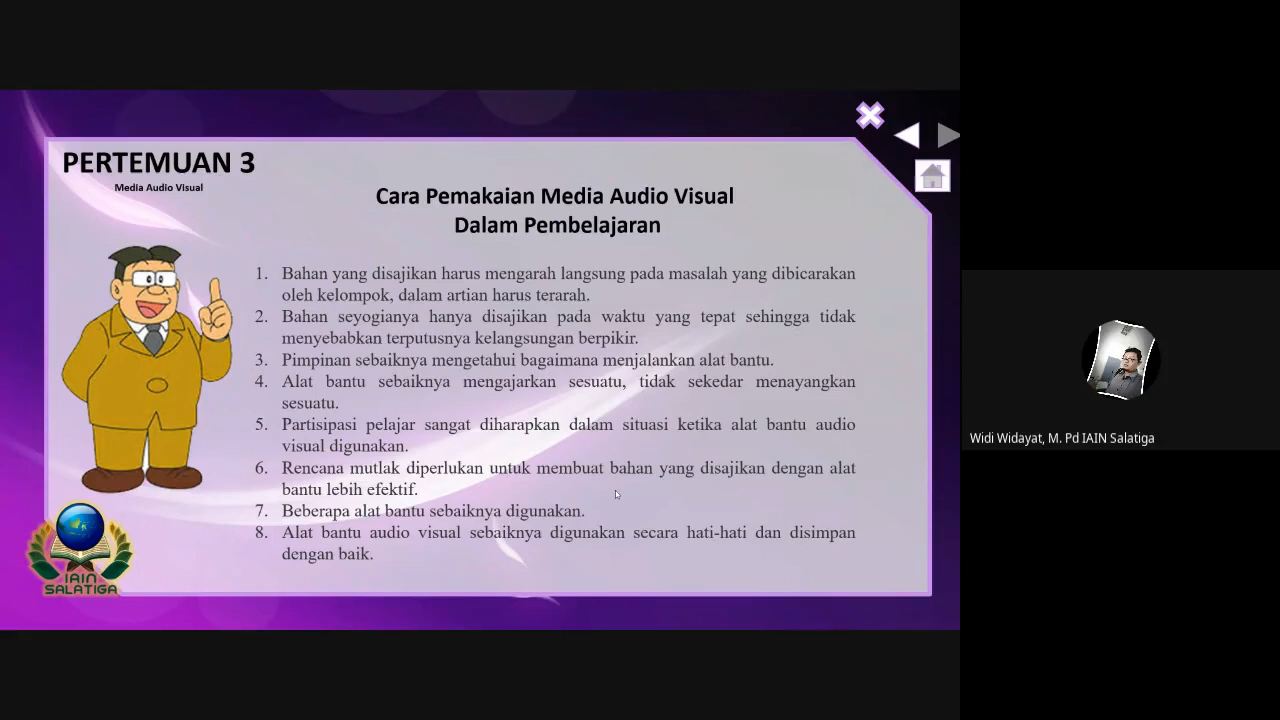 PERTEMUAN 3
Media Audio Visual
Cara Pemakaian Media Audio Visual
Dalam Pembelajaran
1. Bahan yang disajikan harus mengarah langsung pada masalah yang dibicarakan
oleh kelompok, dalam artian harus terarah.
2. Bahan seyogianya hanya disajikan pada waktu yang tepat sehingga tidak
menyebabkan terputusnya kelangsungan berpikir.
3. Pimpinan sebaiknya mengetahui bagaimana menjalankan alat bantu.
4. Alat bantu sebaiknya mengajarkan sesuatu, tidak sekedar menayangkan
sesuatu.
5. Partisipasi pelajar sangat diharapkan dalam situasi ketika alat bantu audio
visual digunakan.
6. Rencana mutlak diperlukan untuk membuat bahan yang disajikan dengan alat
bantu lebih efektif.
7. Beberapa alat bantu sebaiknya digunakan.
8. Alat bantu audio visual sebaiknya digunakan secara hati-hati dan disimpan
dengan baik.
IAIN
SALATIGA
Widi Widayat, M. Pd IAIN Salatiga